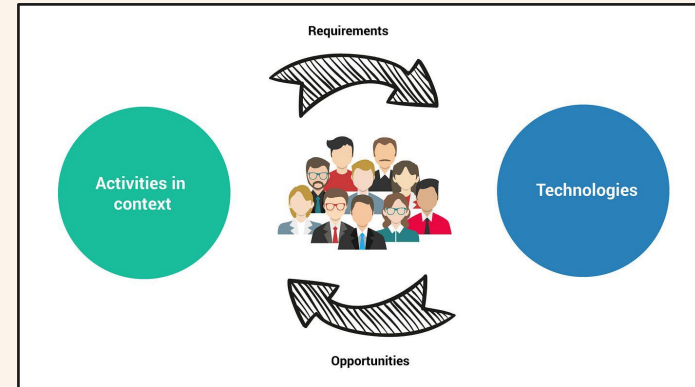 Requirements
Activities in
context
Technologies
Opportunities